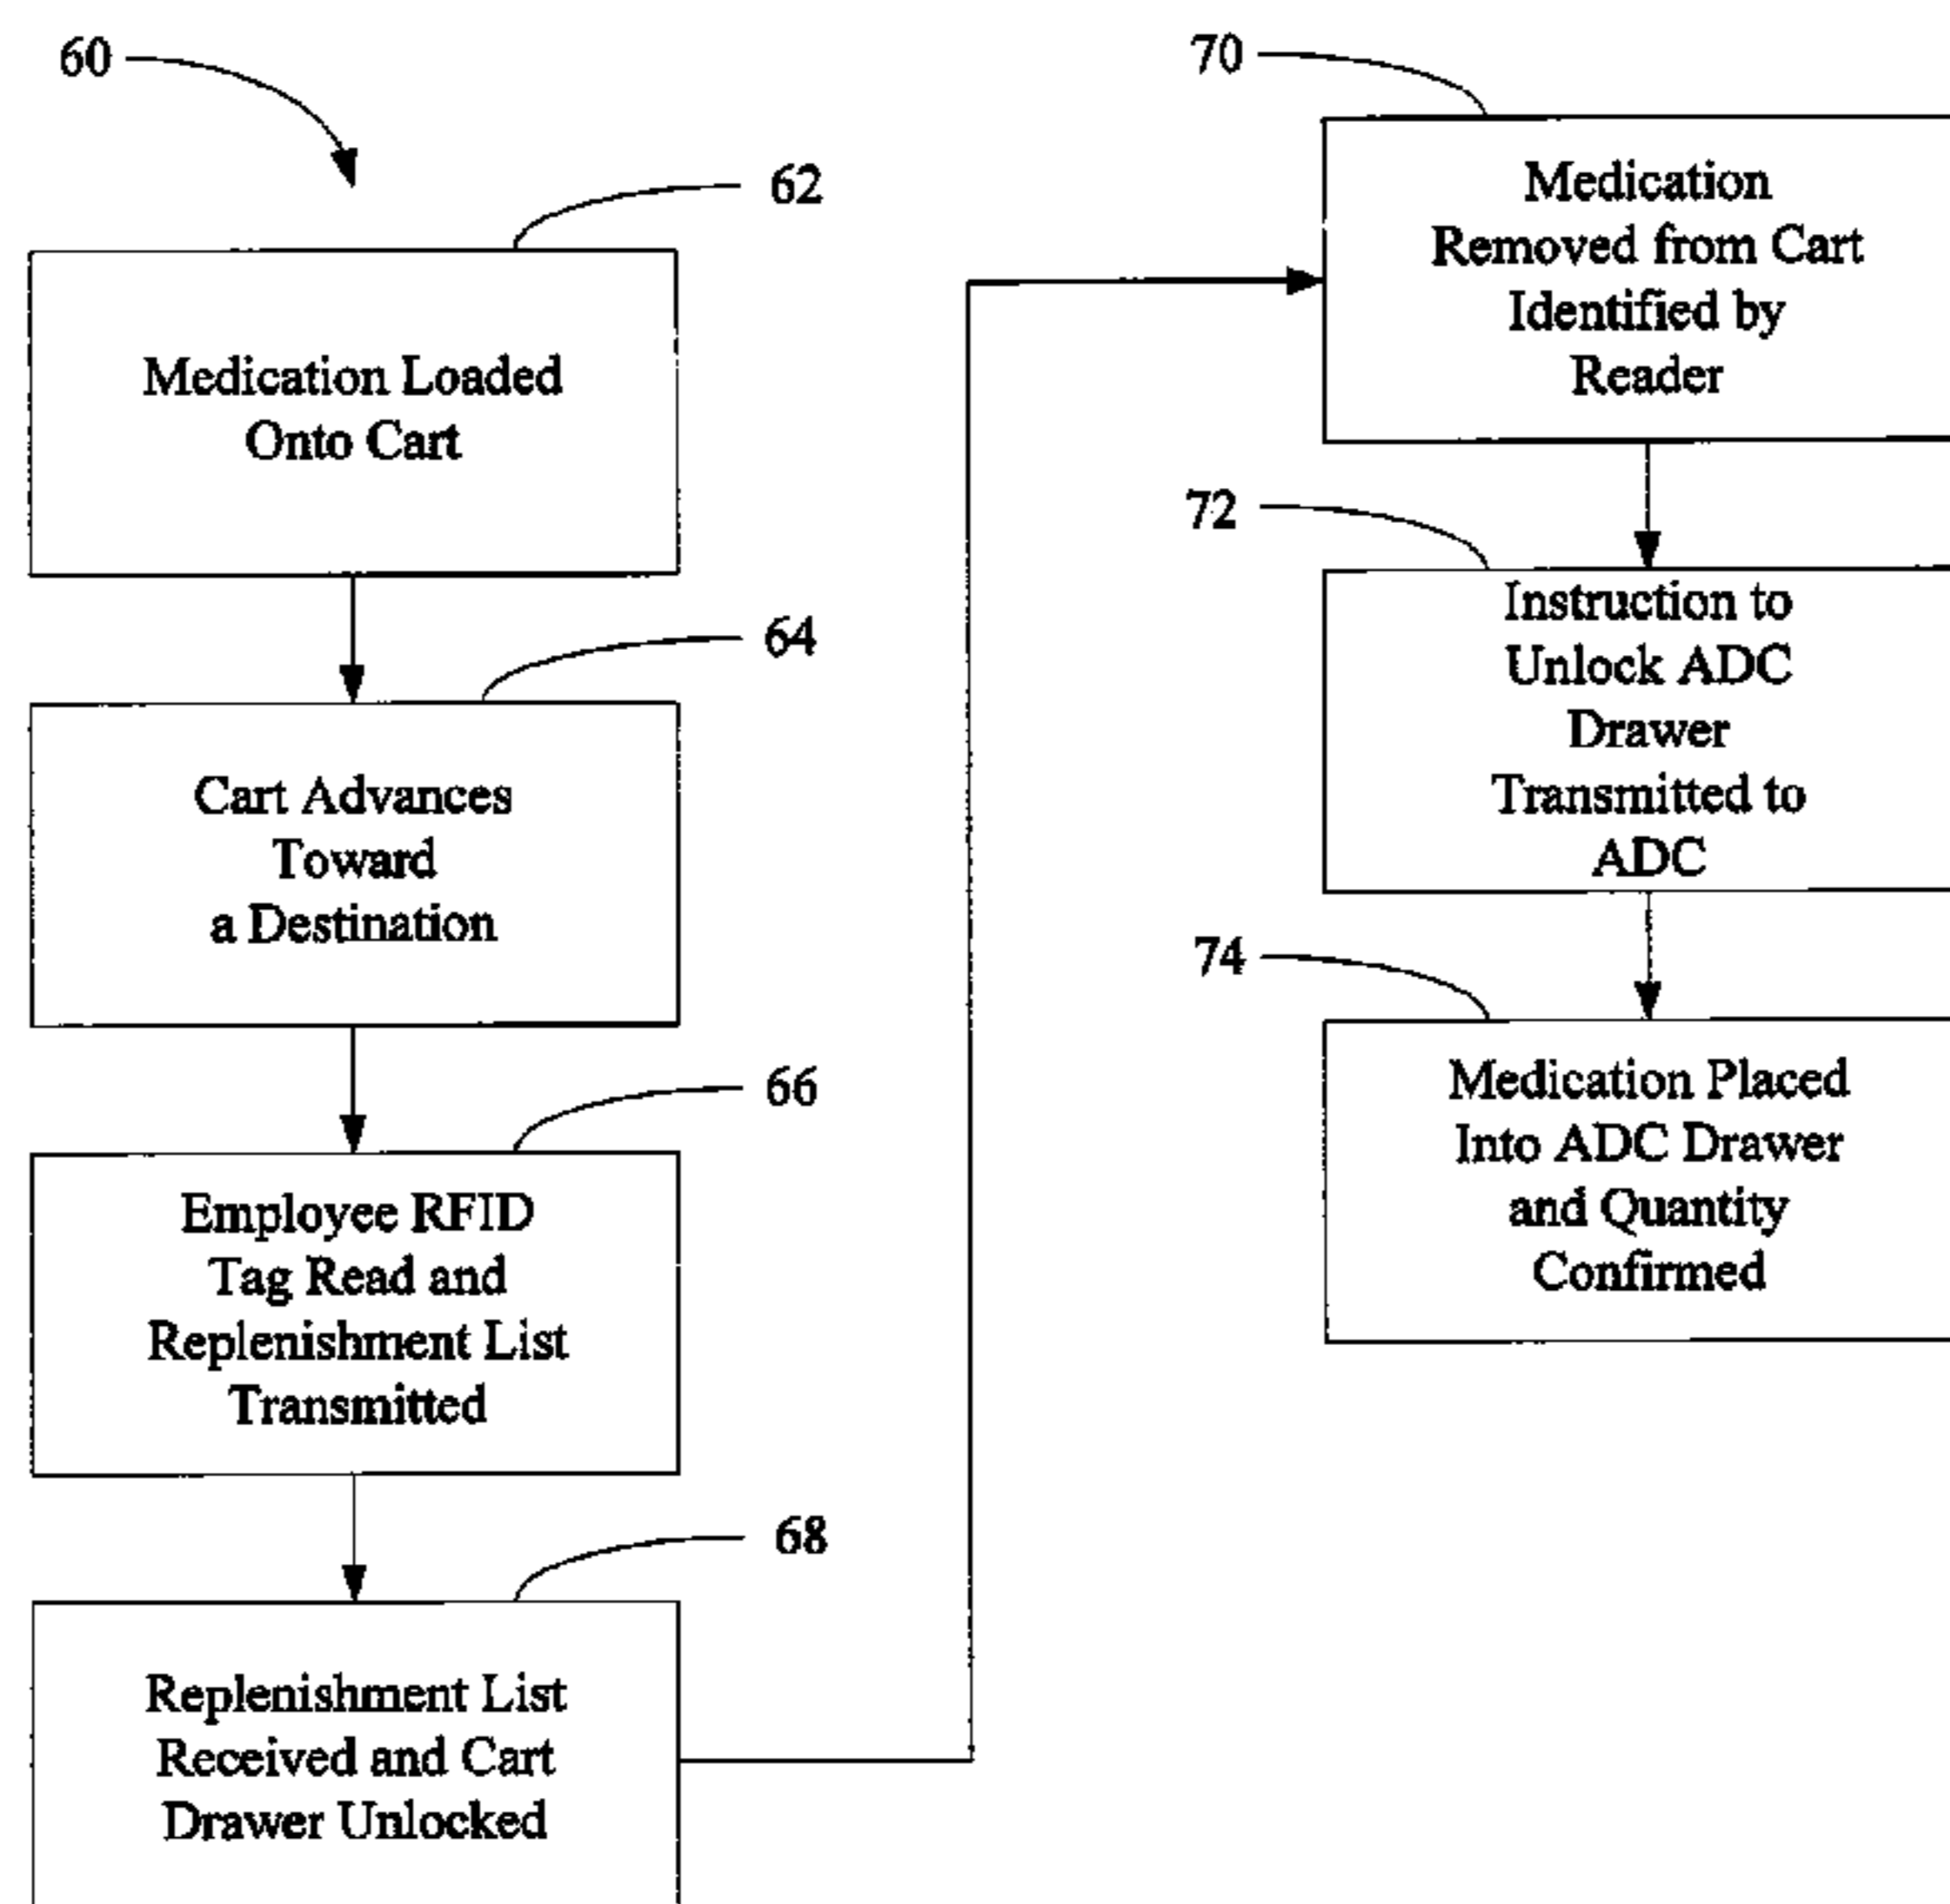 60
62
Medication Loaded
Onto Cart
64
Cart Advances
Toward
a Destination
66
Employee RFID
Tag Read and
Replenishment List
Transmitted
68
Replenishment List
Received and Cart
Drawer Unlocked
70
Medication
Removed from Cart
Identified by
Reader
72
Instruction to
Unlock ADC
Drawer
Transmitted to
ADC
74
Medication Placed
Into ADC Drawer
and Quantity
Confirmed